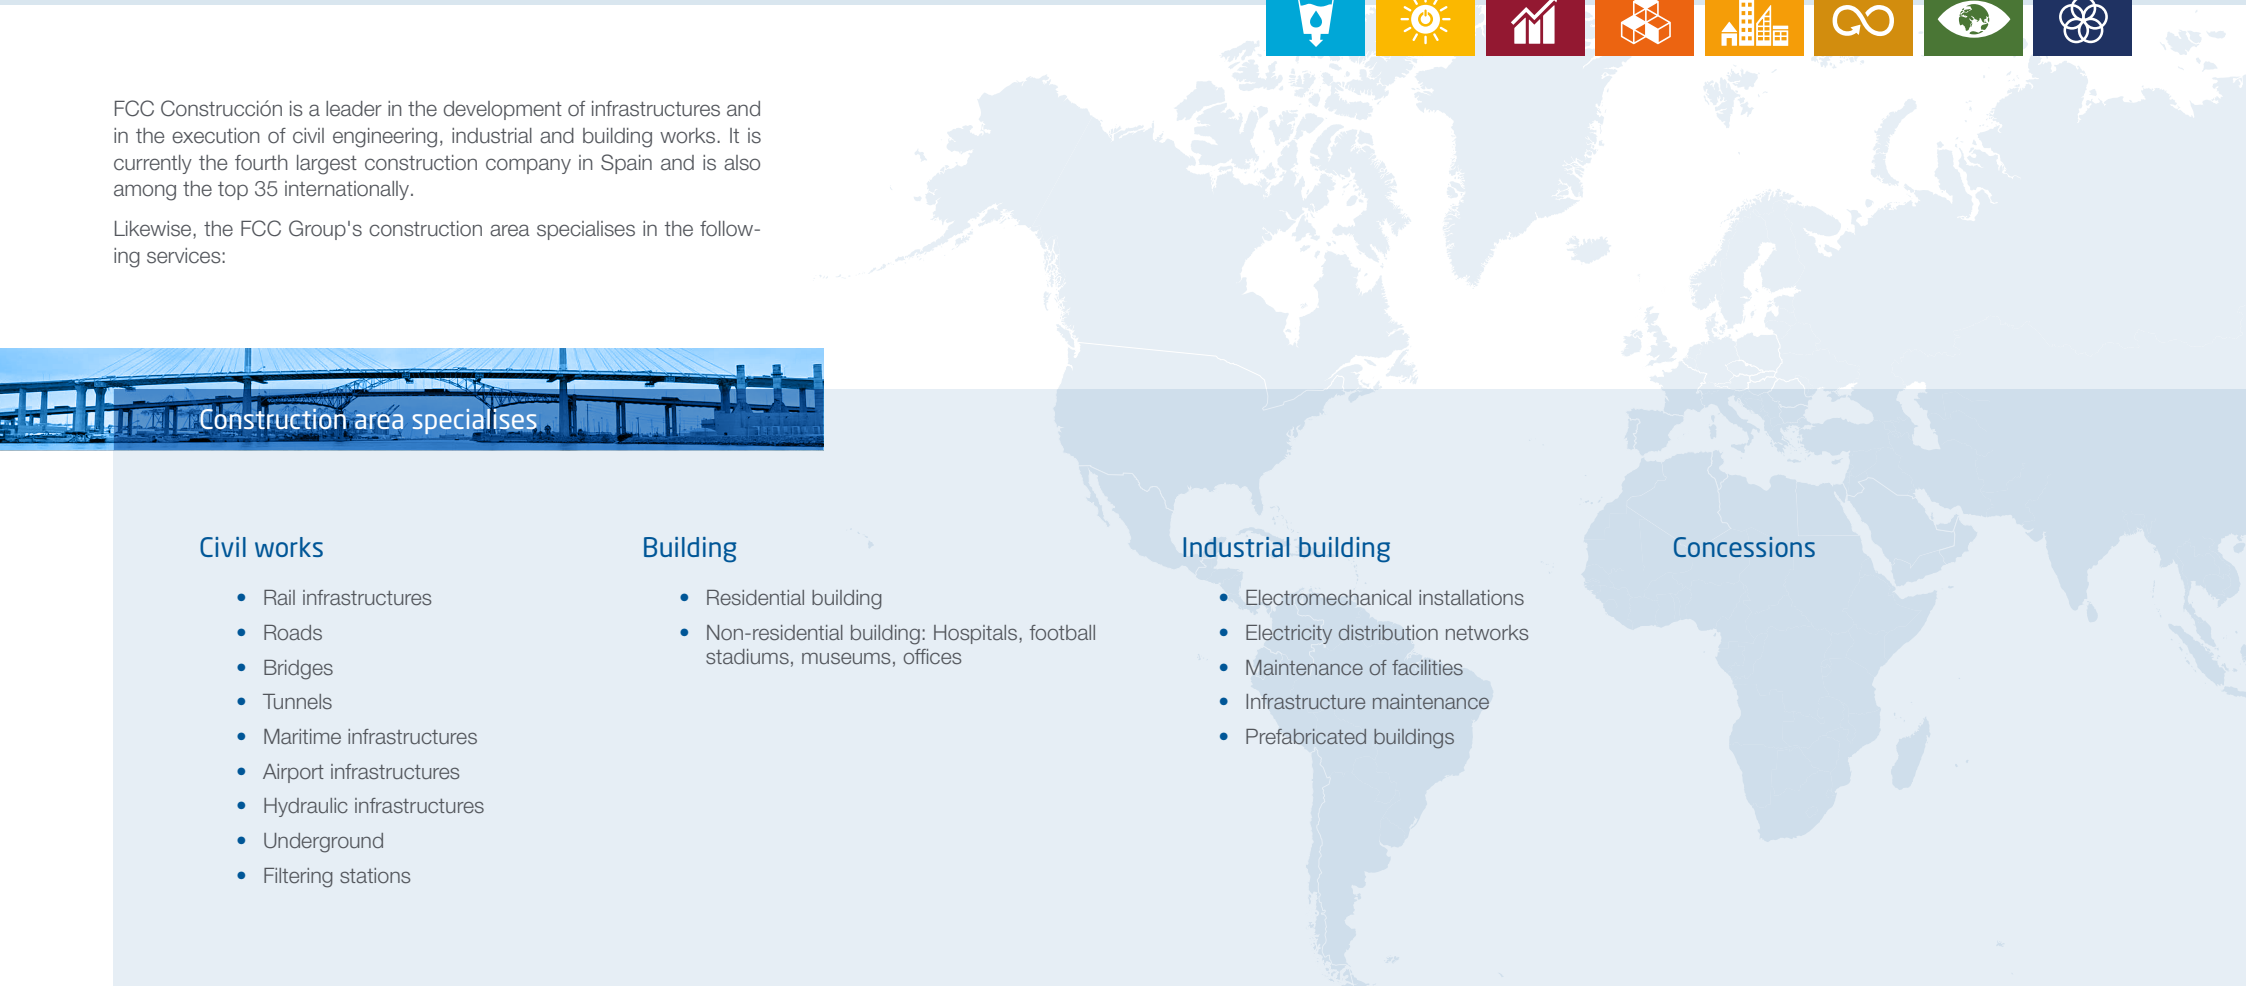 FCC Construcción is a leader in the development of infrastructures and
in the execution of civil engineering, industrial and building works. It is
currently the fourth largest construction company in Spain and is also
among the top 35 internationally.
Likewise, the FCC Group's construction area specialises in the follow-
ing services:
Construction area specialises
Civil works
• Rail infrastructures
• Roads
• Bridges
• Tunnels
• Maritime infrastructures
• Airport infrastructures
• Hydraulic infrastructures
• Underground
• Filtering stations
Building
• Residential building
• Non-residential building: Hospitals, football
stadiums, museums, offices
Industrial building
• Electromechanical installations
• Electricity distribution networks
• Maintenance of facilities
• Infrastructure maintenance
• Prefabricated buildings
Concessions